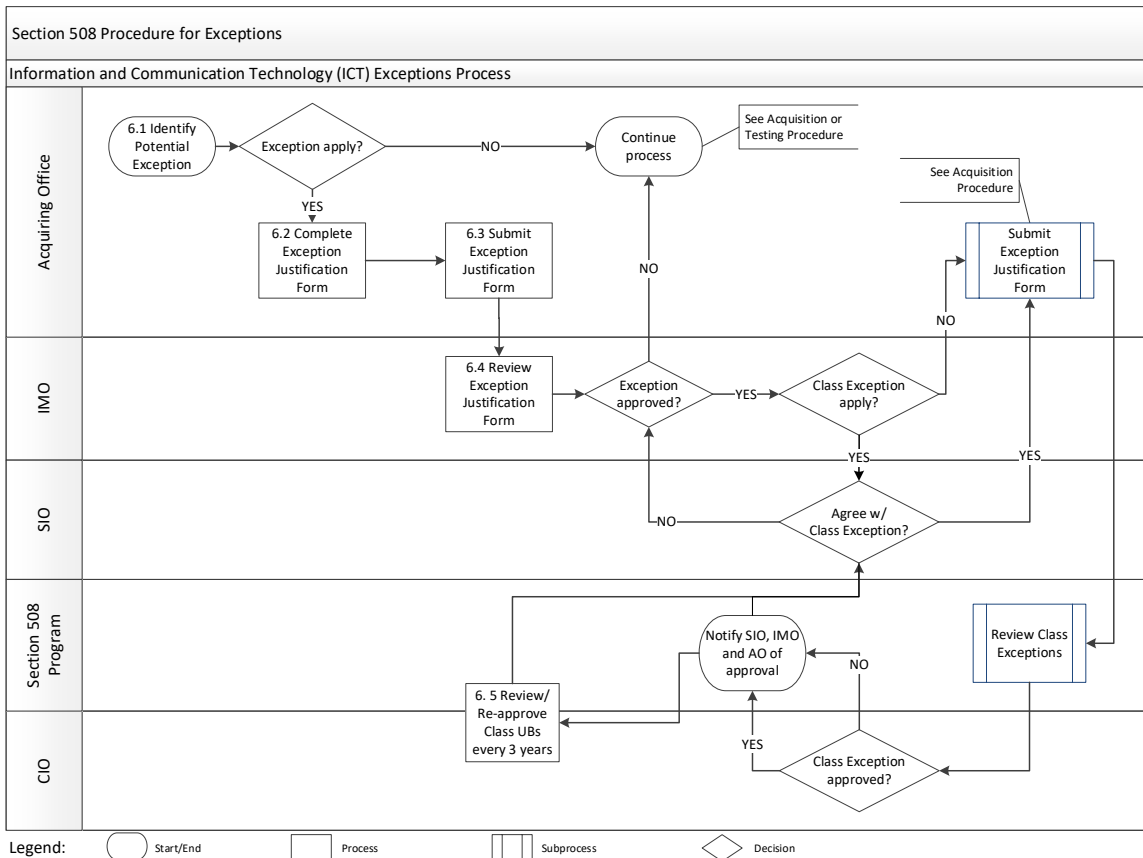 Section 508 Procedure for Exceptions
Information and Communication Technology (ICT) Exceptions Process
Acquiring Office
6.1 Identify
Potential
Exception
Exception apply?
NO
Continue
process
See Acquisition or
Testing Procedure
See Acquisition
Procedure
YES
6.2 Complete
Exception
Justification
Form
6.3 Submit
Exception
Justification
Form
NO
Submit
Exception
Justification
Form
NO
IMO
6.4 Review
Exception
Justification
Form
Exception
approved?
YES
Class Exception
apply?
YES
YES
SIO
NO
Agree w/
Class Exception?
Section 508
Program
Notify SIO, IMO
and AO of
approval
NO
Review Class
Exceptions
6. 5 Review/
Re-approve
Class UBs
every 3 years
CIO
YES
Class Exception
approved?
Legend:
Start/End
Process
Subprocess
Decision